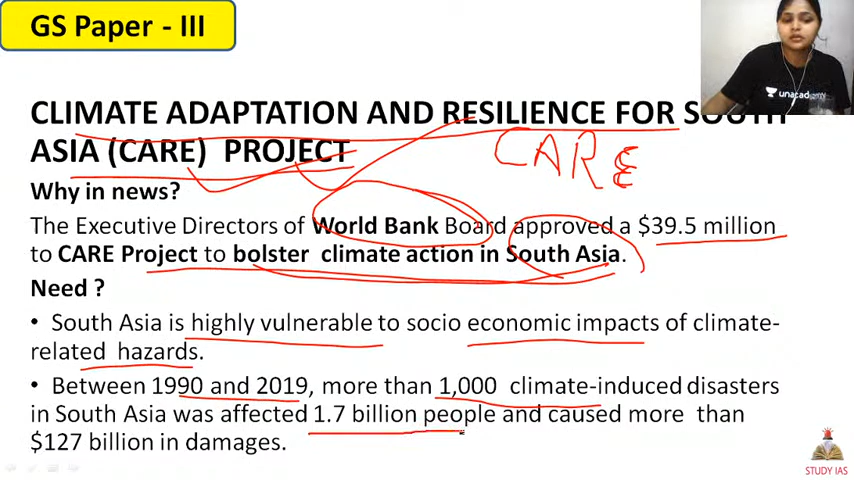 GS Paper - III
CLIMATE ADAPTATION AND RESILIENCE FOR SOUTH
ASIA (CARE) PROJECT
CARE
Why in news?
The Executive Directors of World Bank Board approved a $39.5 million
to CARE Project to bolster climate action in South Asia.
Need ?
• South Asia is highly vulnerable to socio economic impacts of climate-
related hazards.
• Between 1990 and 2019, more than 1,000 climate-induced disasters
in South Asia was affected 1.7 billion people and caused more than
$127 billion in damages.
unacademy
STUDY IAS